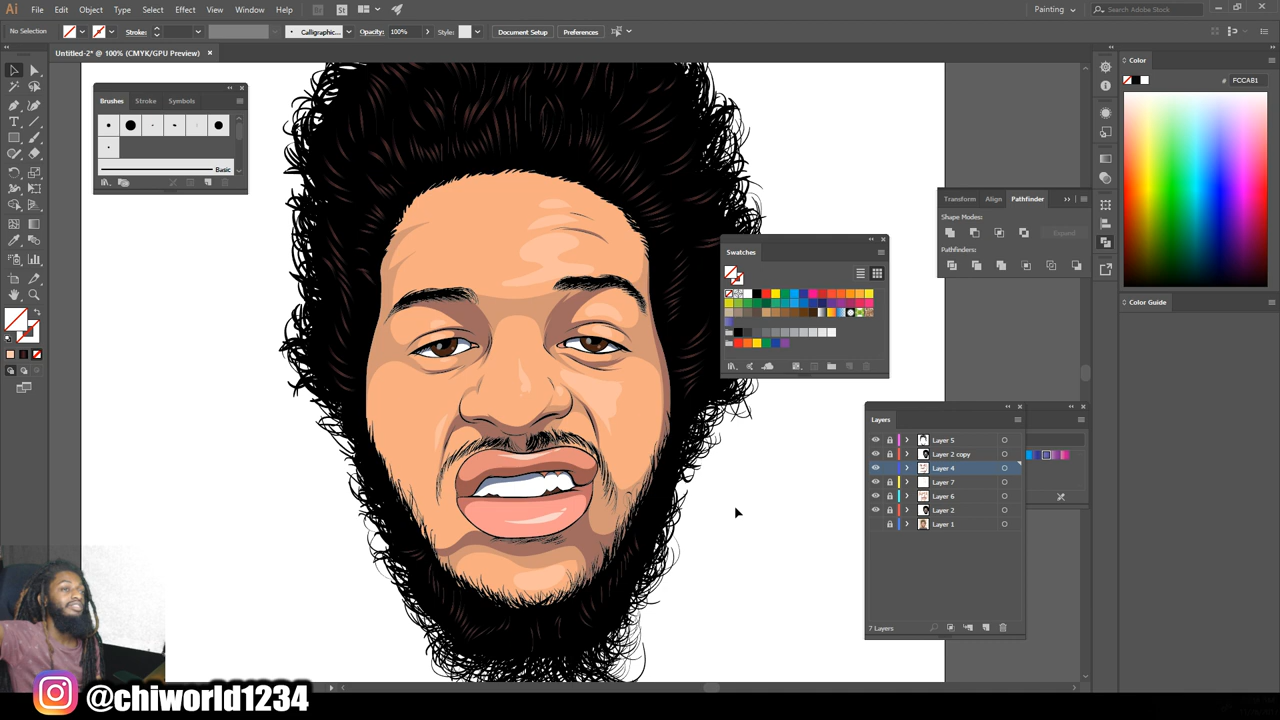 Ai File Edit Object Type Select Effect View Window Help Br St Painting Search Adobe Stock
No Selection Stroke: Calligraphic... Opacity: 100% Style: Document Setup Preferences
Untitled-2* @ 100% (CMYK/GPU Preview) ×
Brushes Stroke Symbols
Basic
Swatches
Color
# FCCAB1
Transform Align Pathfinder
Shape Modes:
Expand
Pathfinders:
Color Guide
Layers
Layer 5
Layer 2 copy
Layer 4
Layer 7
Layer 6
Layer 2
Layer 1
7 Layers
@chiworld1234